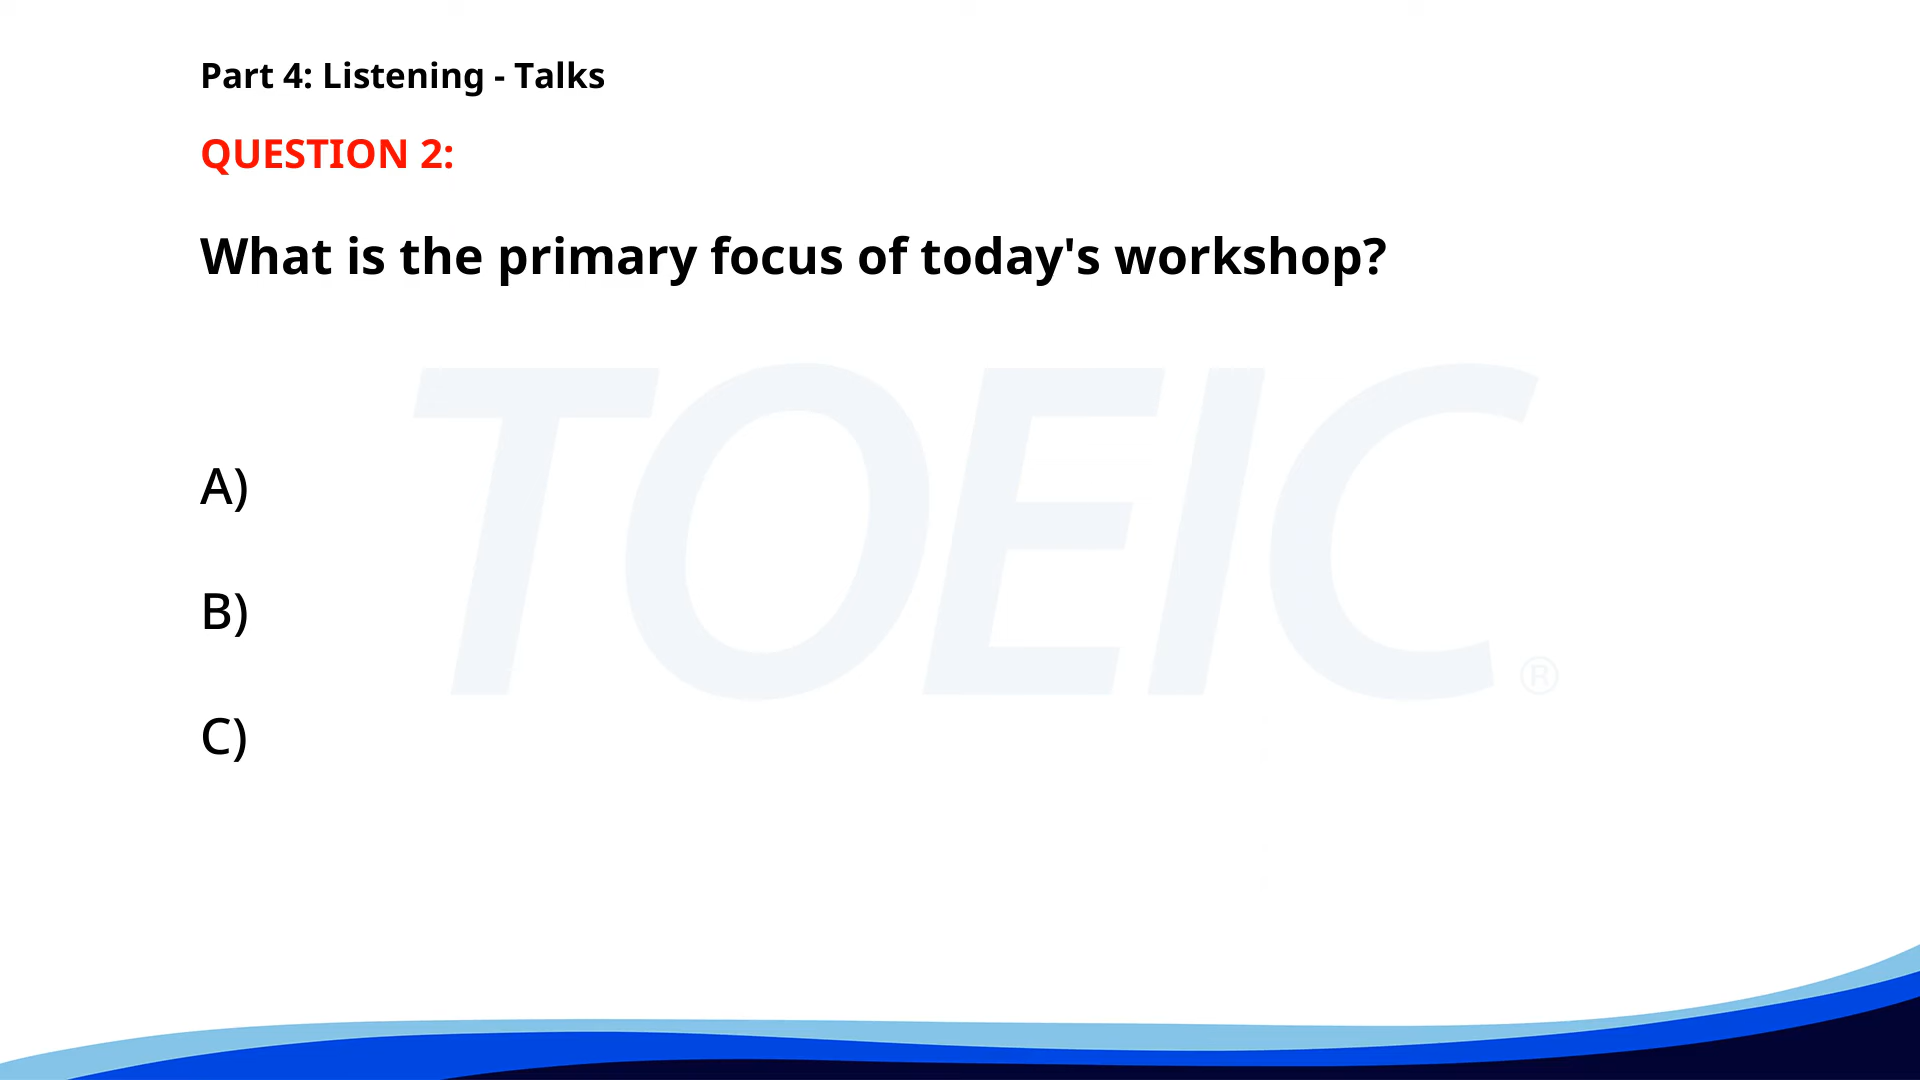 Part 4: Listening - Talks
QUESTION 2:
What is the primary focus of today's workshop?
TOEIC®
A)
B)
C)